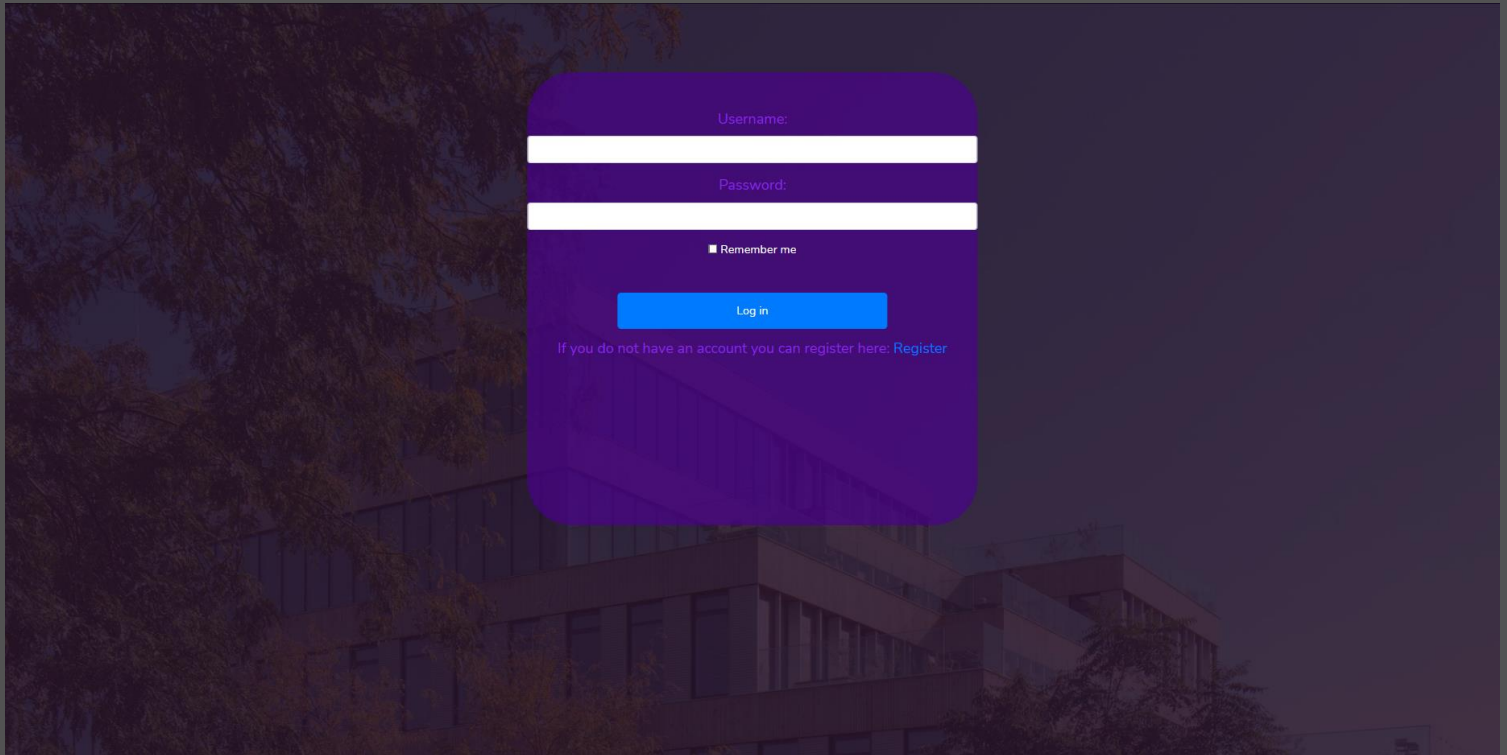 Username:
Password:
Remember me
Log in
If you do not have an account you can register here: Register